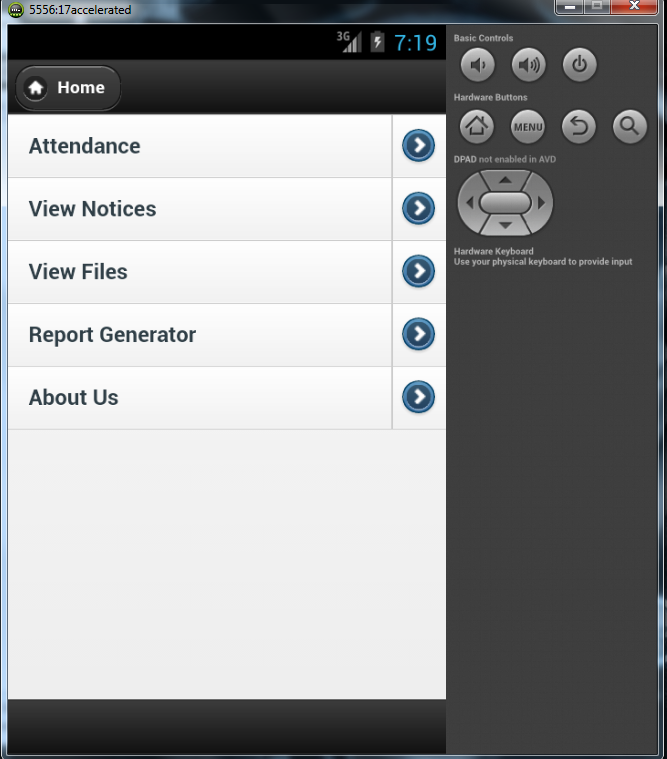 5556:17accelerated
3G 7:19
Home
Attendance
View Notices
View Files
Report Generator
About Us
Basic Controls
Hardware Buttons
MENU
DPAD not enabled in AVD
Hardware Keyboard
Use your physical keyboard to provide input